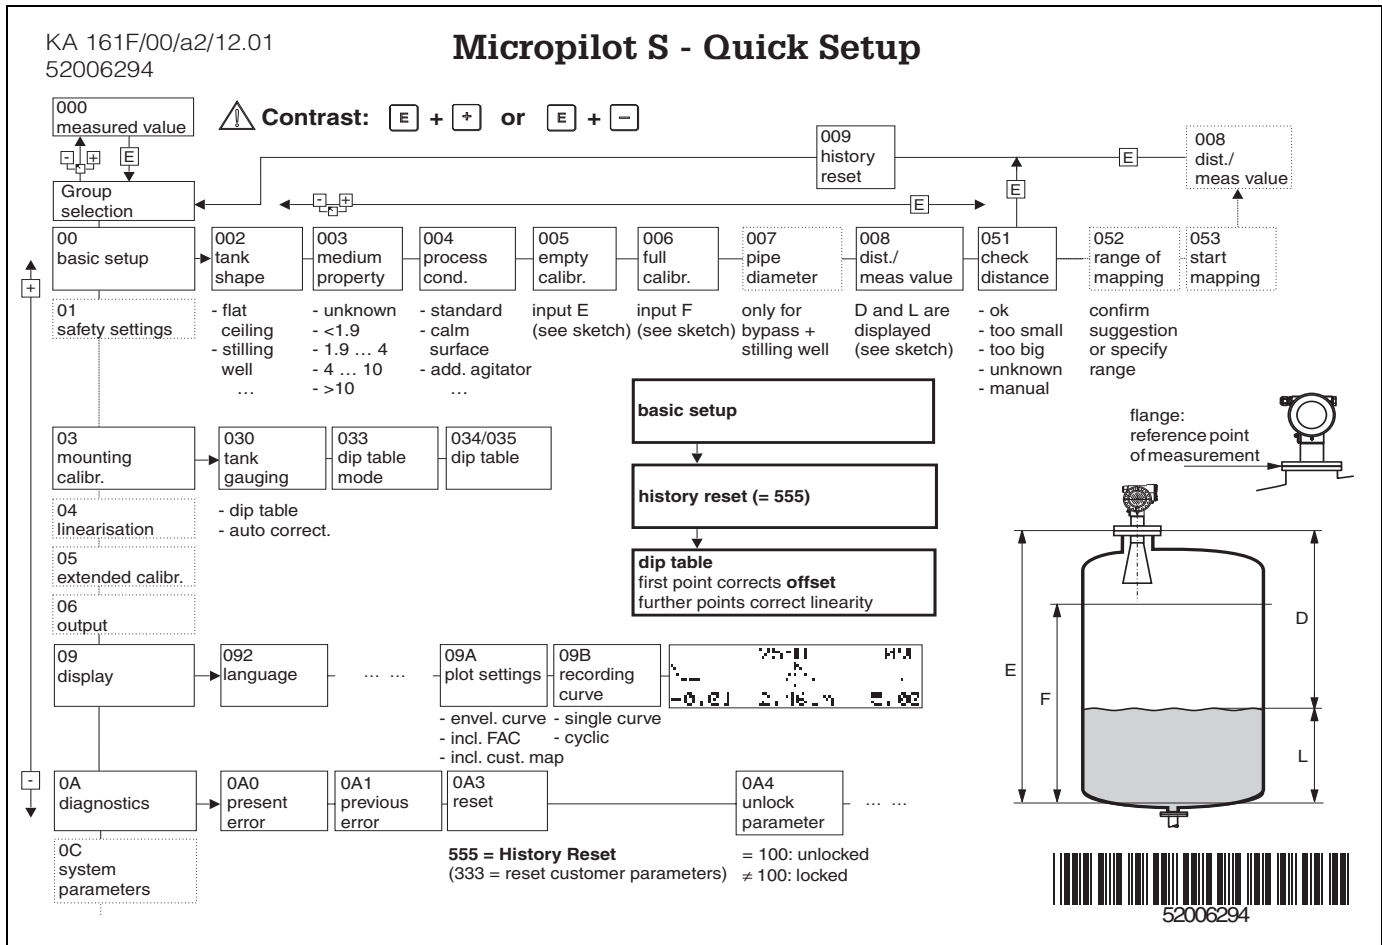 KA 161F/00/a2/12.01
52006294
Micropilot S - Quick Setup
000
measured value
Contrast: E + + or E + −
- +
E
Group
selection
009
history
reset
E
008
dist./
meas value
- +
E
E
00
basic setup
002
tank
shape
003
medium
property
004
process
cond.
005
empty
calibr.
006
full
calibr.
007
pipe
diameter
008
dist./
meas value
051
check
distance
052
range of
mapping
053
start
mapping
+
01
safety settings
- flat
ceiling
- stilling
well
...
- unknown
- <1.9
- 1.9 ... 4
- 4 ... 10
- >10
- standard
- calm
surface
- add. agitator
...
input E
(see sketch)
input F
(see sketch)
only for
bypass +
stilling well
D and L are
displayed
(see sketch)
- ok
- too small
- too big
- unknown
- manual
confirm
suggestion
or specify
range
basic setup
history reset (= 555)
dip table
first point corrects offset
further points correct linearity
flange:
reference point
of measurement
03
mounting
calibr.
030
tank
gauging
033
dip table
mode
034/035
dip table
- dip table
- auto correct.
04
linearisation
05
extended calibr.
06
output
09
display
092
language
... ...
09A
plot settings
09B
recording
curve
- envel. curve
- incl. FAC
- incl. cust. map
- single curve
- cyclic
E
F
D
L
-
0A
diagnostics
0A0
present
error
0A1
previous
error
0A3
reset
0A4
unlock
parameter
... ...
555 = History Reset
(333 = reset customer parameters)
= 100: unlocked
≠ 100: locked
0C
system
parameters
52006294